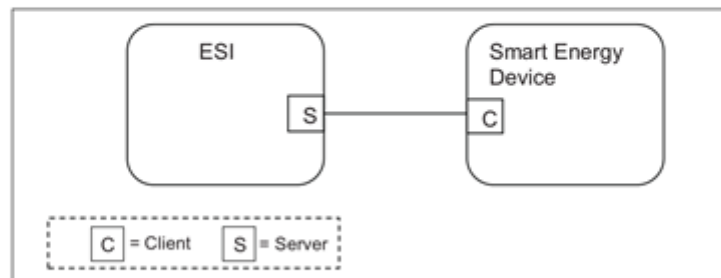 ESI
Smart Energy
Device
S
C
C = Client S = Server